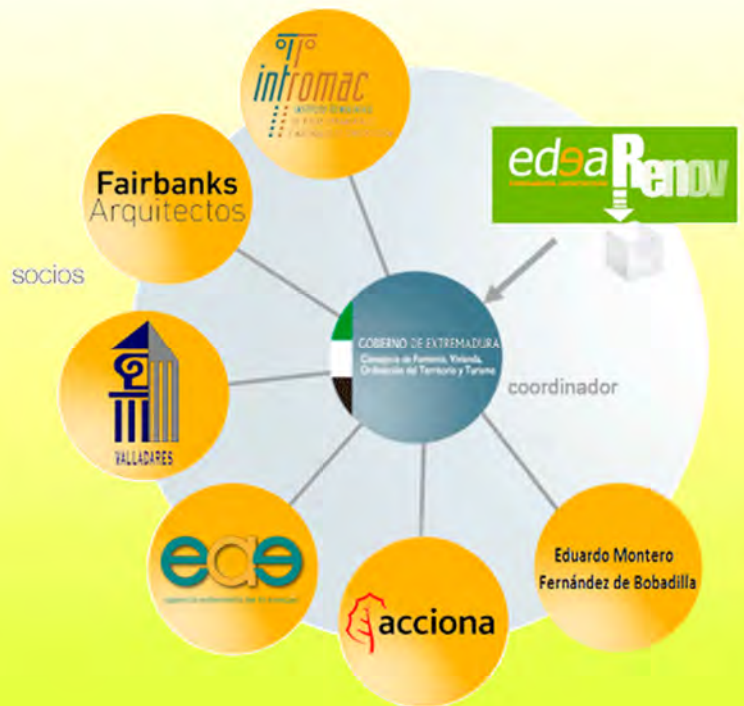 intromac
Fairbanks
Arquitectos
edea Renov
socios
GOBIERNO DE EXTREMADURA
Consejería de Fomento, Vivienda,
Ordenación del Territorio y Turismo
coordinador
VALLADARES
eae
acciona
Eduardo Montero
Fernández de Bobadilla